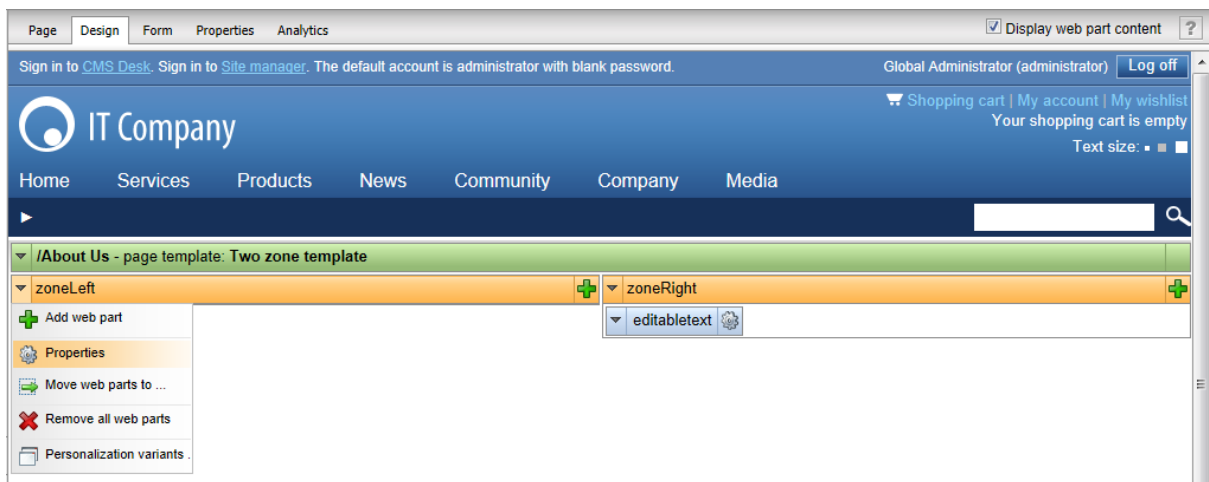 Page Design Form Properties Analytics Display web part content ?
Sign in to CMS Desk. Sign in to Site manager. The default account is administrator with blank password. Global Administrator (administrator) Log off
Shopping cart | My account | My wishlist
IT Company
Your shopping cart is empty
Text size:
Home Services Products News Community Company Media
/About Us - page template: Two zone template
zoneLeft zoneRight
Add web part editabletext
Properties
Move web parts to ...
Remove all web parts
Personalization variants .